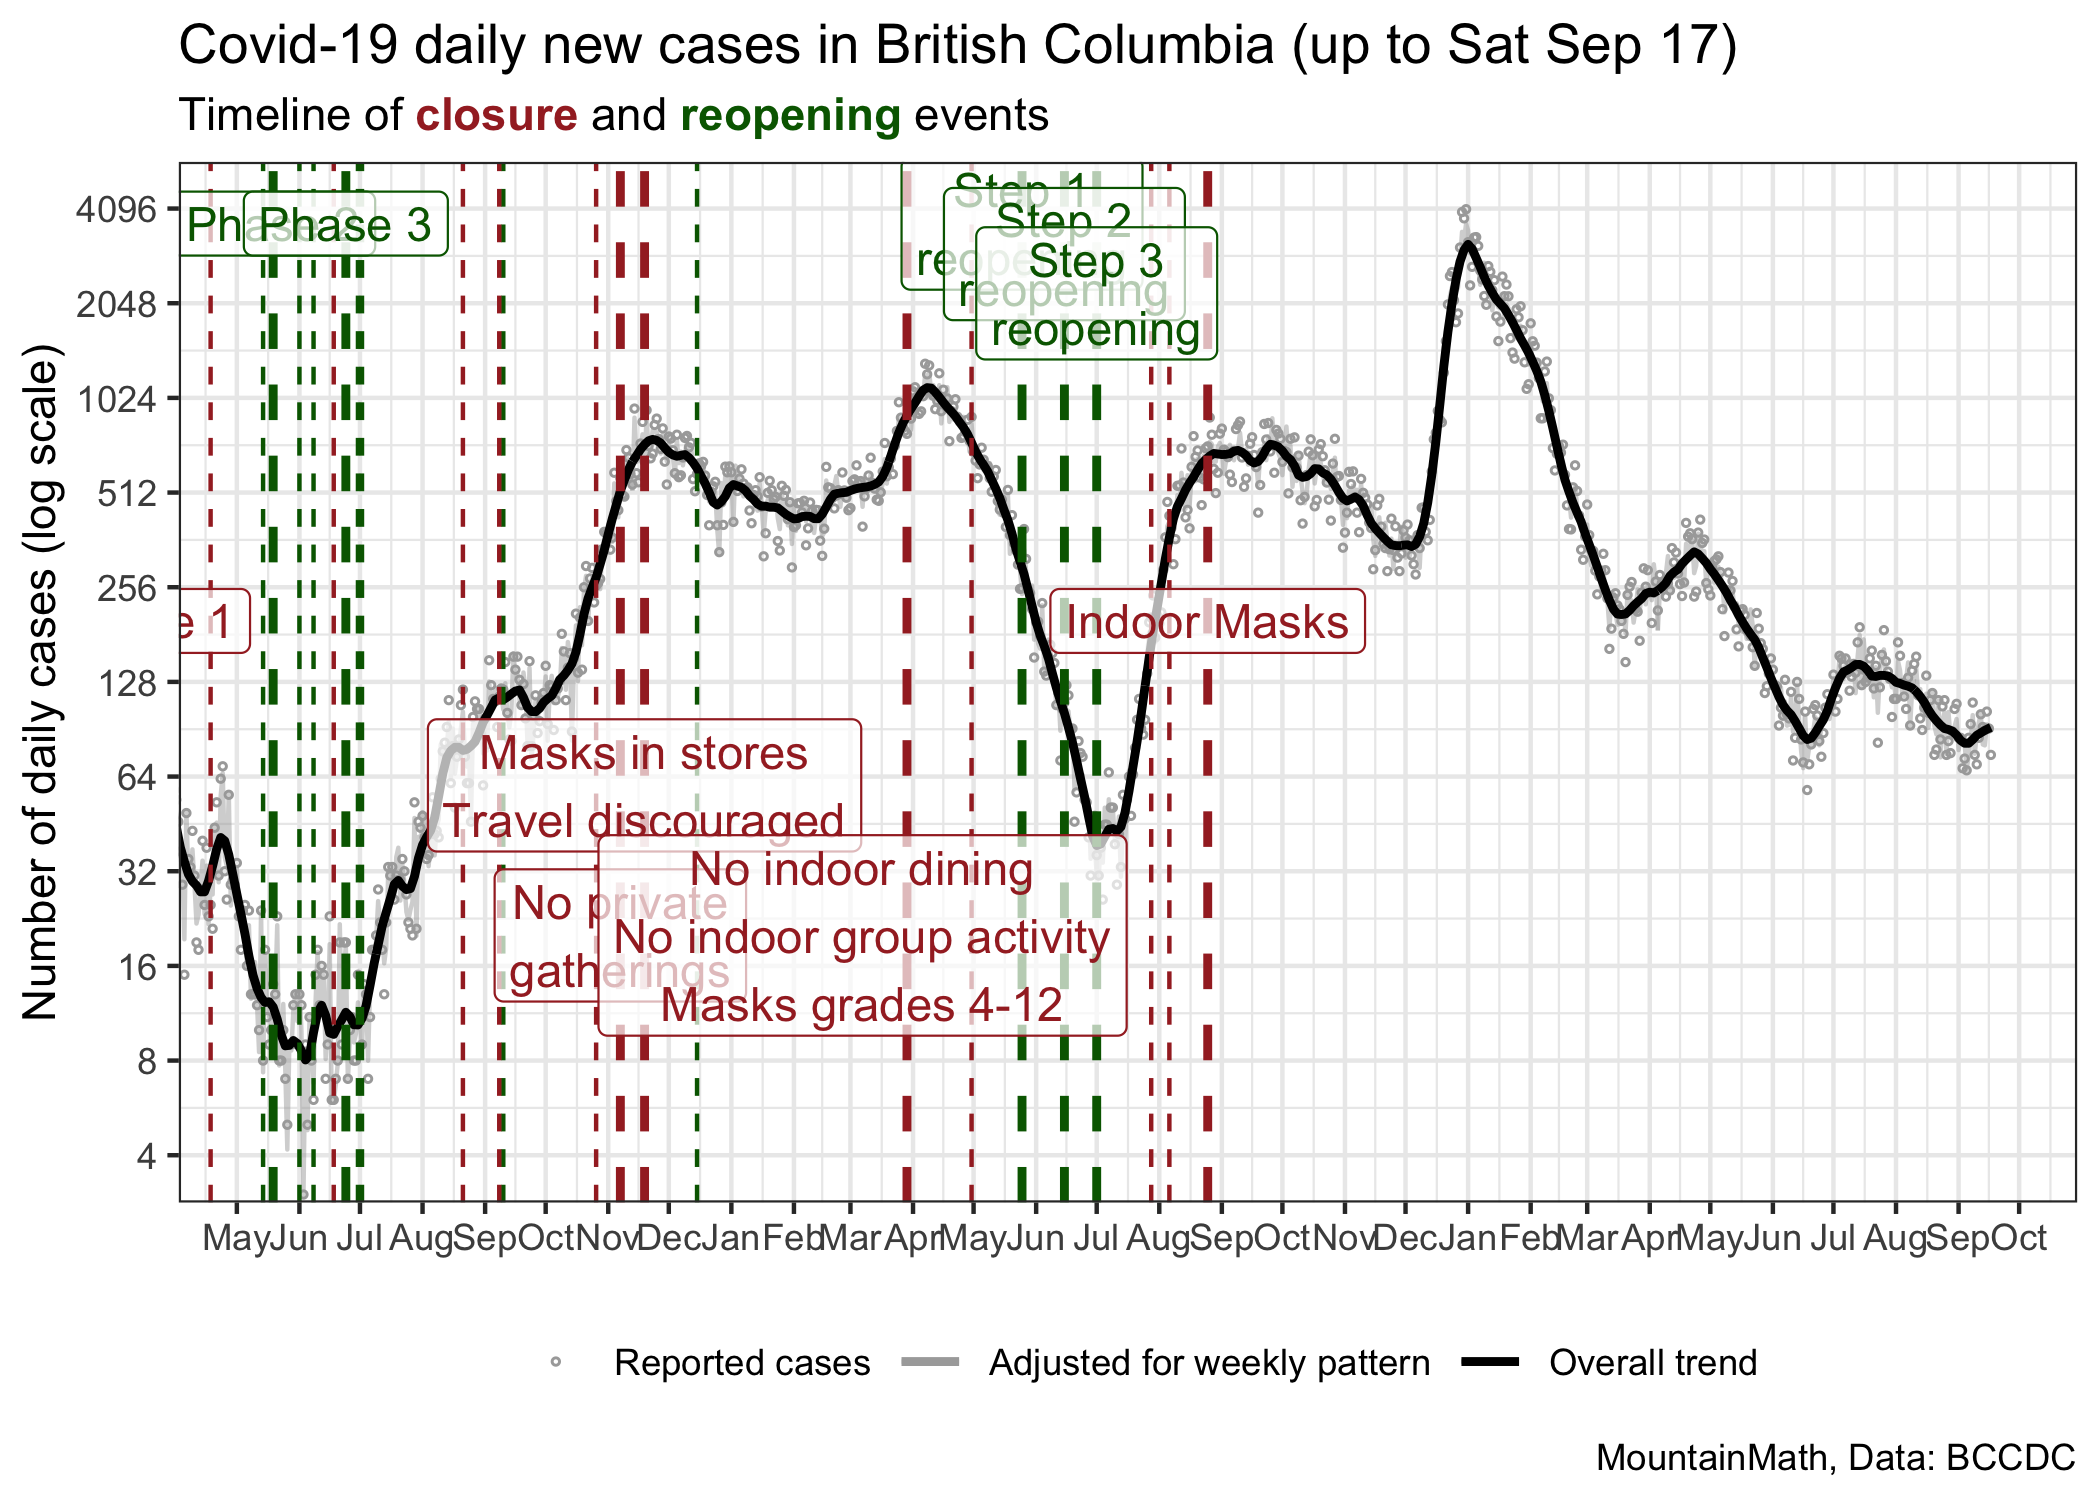 Covid-19 daily new cases in British Columbia (up to Sat Sep 17)
Timeline of closure and reopening events
Number of daily cases (log scale)
4096
2048
1024
512
256
128
64
32
16
8
4
Phase 2
Phase 3
Step 1
reopening
Step 2
reopening
Step 3
reopening
e 1
Indoor Masks
Masks in stores
Travel discouraged
No private
gatherings
No indoor dining
No indoor group activity
Masks grades 4-12
May Jun Jul Aug Sep Oct Nov Dec Jan Feb Mar Apr May Jun Jul Aug Sep Oct Nov Dec Jan Feb Mar Apr May Jun Jul Aug Sep Oct
Reported cases Adjusted for weekly pattern Overall trend
MountainMath, Data: BCCDC